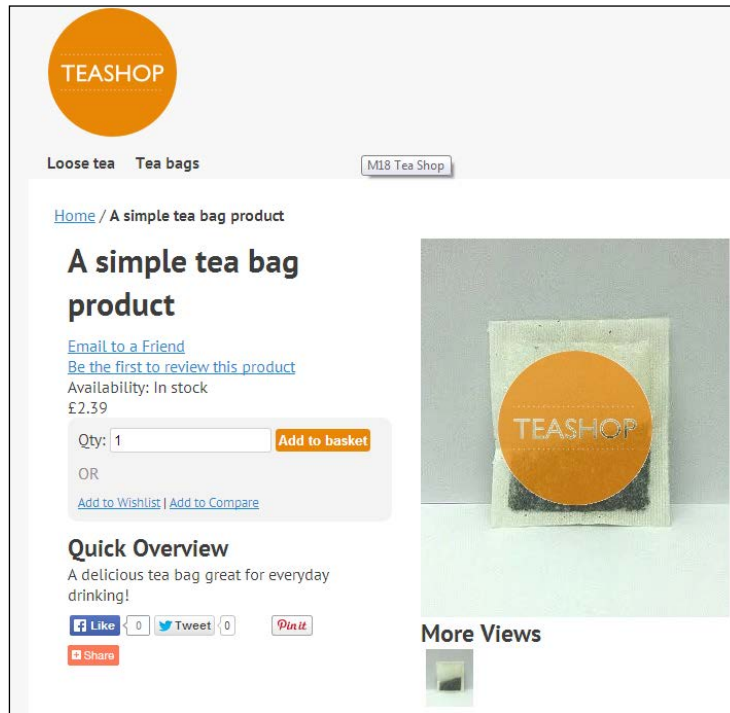 TEASHOP
Loose tea Tea bags
M18 Tea Shop
Home / A simple tea bag product
A simple tea bag
product
Email to a Friend
Be the first to review this product
Availability: In stock
£2.39
Qty: 1 Add to basket
OR
Add to Wishlist | Add to Compare
Quick Overview
A delicious tea bag great for everyday
drinking!
Like 0 Tweet 0 Pin it
Share
TEASHOP
More Views